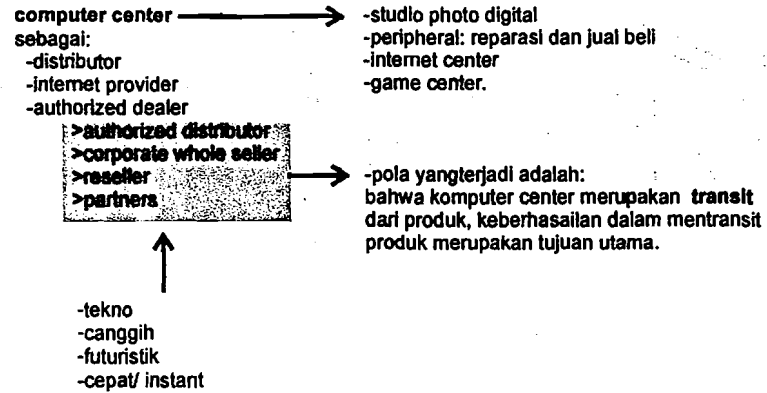 computer center
sebagai:
-distributor
-internet provider
-authorized dealer
>authorized distributor
>corporate whole seller
>reseller
>partners
-studio photo digital
-peripheral: reparasi dan jual beli
-internet center
-game center.
-pola yangterjadi adalah:
bahwa komputer center merupakan transit
dari produk, keberhasailan dalam mentransit
produk merupakan tujuan utama.
-tekno
-canggih
-futuristik
-cepat/ instant